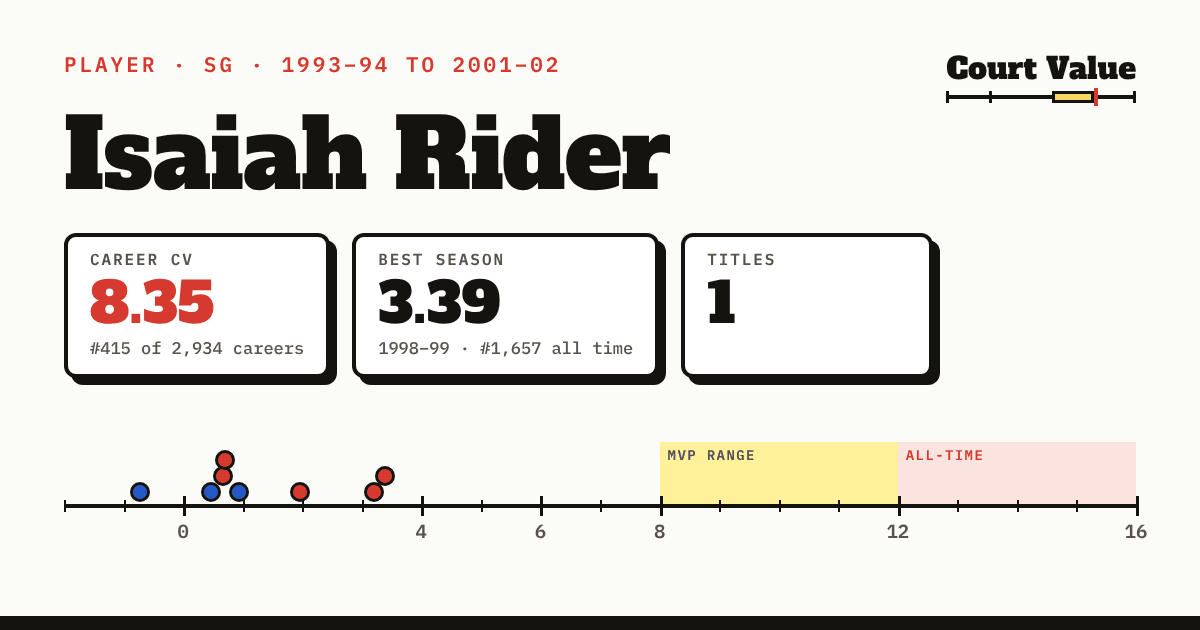 PLAYER · SG · 1993–94 TO 2001–02
Court Value
Isaiah Rider
CAREER CV
8.35
#415 of 2,934 careers
BEST SEASON
3.39
1998–99 · #1,657 all time
TITLES
1
MVP RANGE
ALL-TIME
0 4 6 8 12 16